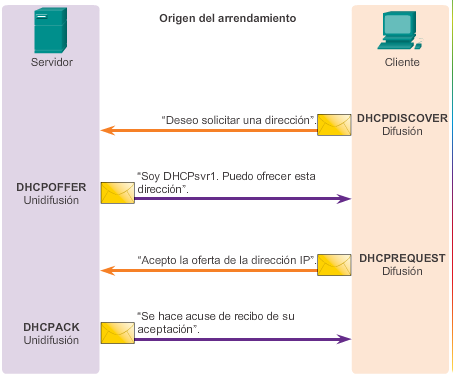 Origen del arrendamiento
Servidor
Cliente
“Deseo solicitar una dirección”.
DHCPDISCOVER
Difusión
DHCPOFFER
Unidifusión
“Soy DHCPsvr1. Puedo ofrecer esta
dirección”.
“Acepto la oferta de la dirección IP”.
DHCPREQUEST
Difusión
DHCPACK
Unidifusión
“Se hace acuse de recibo de su
aceptación”.